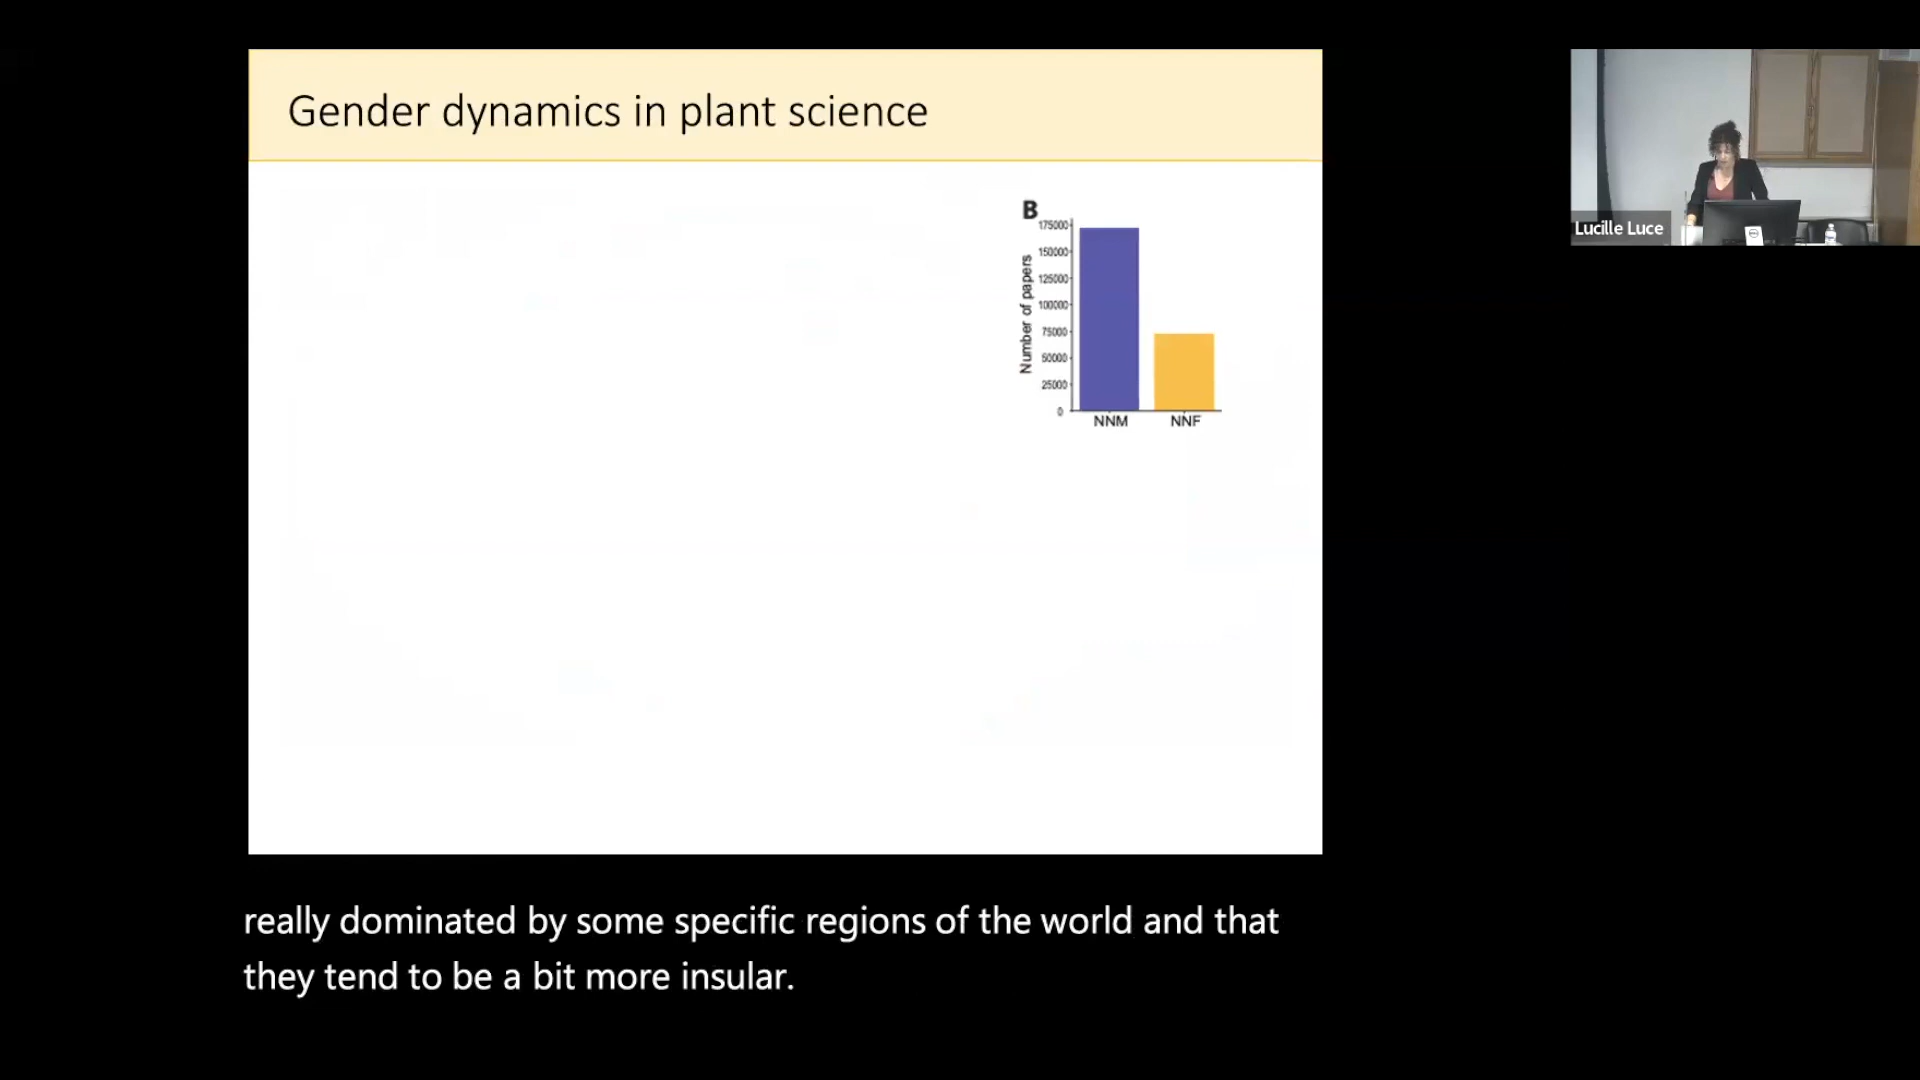 Gender dynamics in plant science
B
Number of papers
175000
150000
125000
100000
75000
50000
25000
0
NNM
NNF
Lucille Luce
really dominated by some specific regions of the world and that
they tend to be a bit more insular.